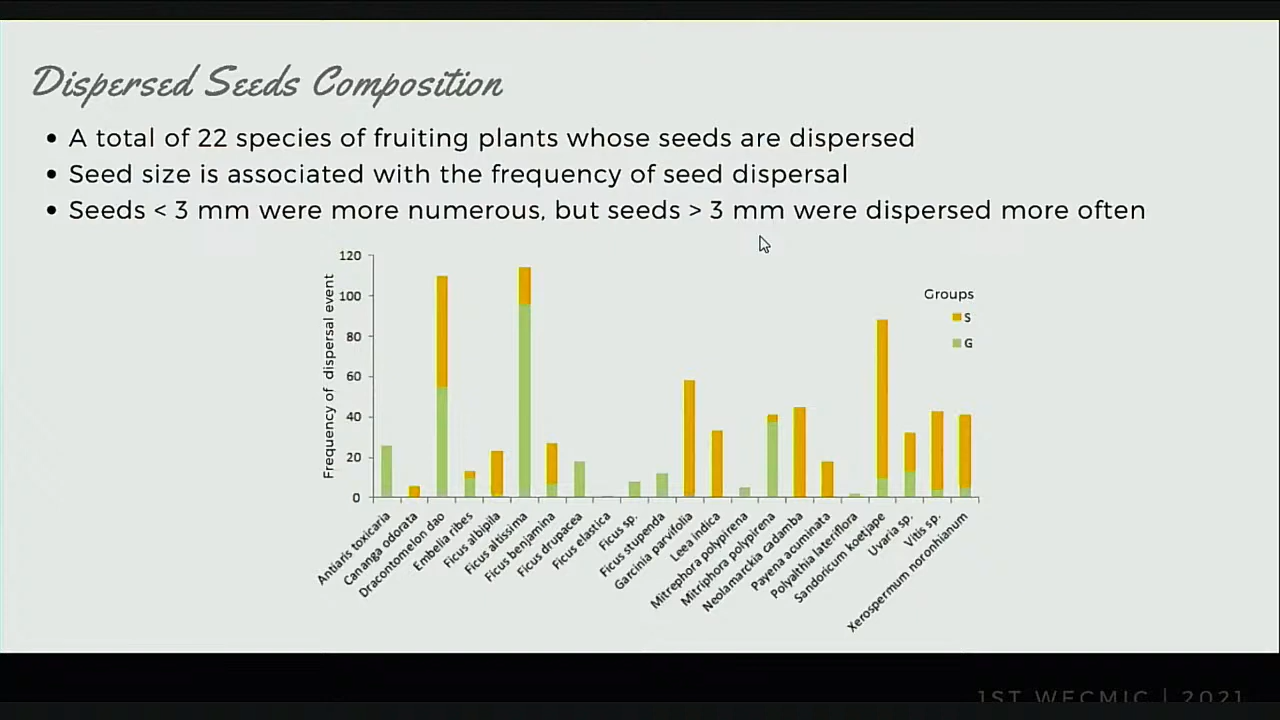 Dispersed Seeds Composition
• A total of 22 species of fruiting plants whose seeds are dispersed
• Seed size is associated with the frequency of seed dispersal
• Seeds < 3 mm were more numerous, but seeds > 3 mm were dispersed more often
Frequency of dispersal event
120
100
80
60
40
20
0
Groups
S
G
Antiaris toxicaria
Cananga odorata
Dracontomelon dao
Embelia ribes
Ficus albipila
Ficus altissima
Ficus benjamina
Ficus drupacea
Ficus elastica
Ficus sp.
Ficus stupenda
Garcinia parvifolia
Leea indica
Mitrephora polypirena
Mitriphora polypirena
Neolamarckia cadamba
Payena acuminata
Polyalthia lateriflora
Sandoricum koetjape
Uvaria sp.
Vitis sp.
Xerospermum noronhianum
1ST WECMIC | 2021